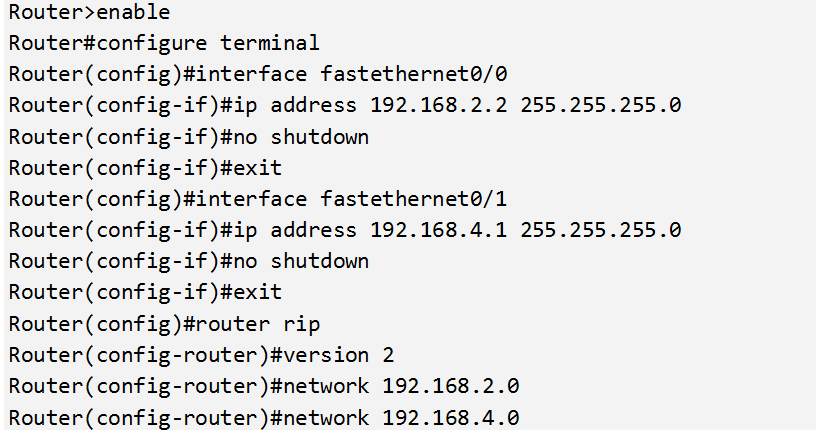 Router>enable
Router#configure terminal
Router(config)#interface fastethernet0/0
Router(config-if)#ip address 192.168.2.2 255.255.255.0
Router(config-if)#no shutdown
Router(config-if)#exit
Router(config)#interface fastethernet0/1
Router(config-if)#ip address 192.168.4.1 255.255.255.0
Router(config-if)#no shutdown
Router(config-if)#exit
Router(config)#router rip
Router(config-router)#version 2
Router(config-router)#network 192.168.2.0
Router(config-router)#network 192.168.4.0